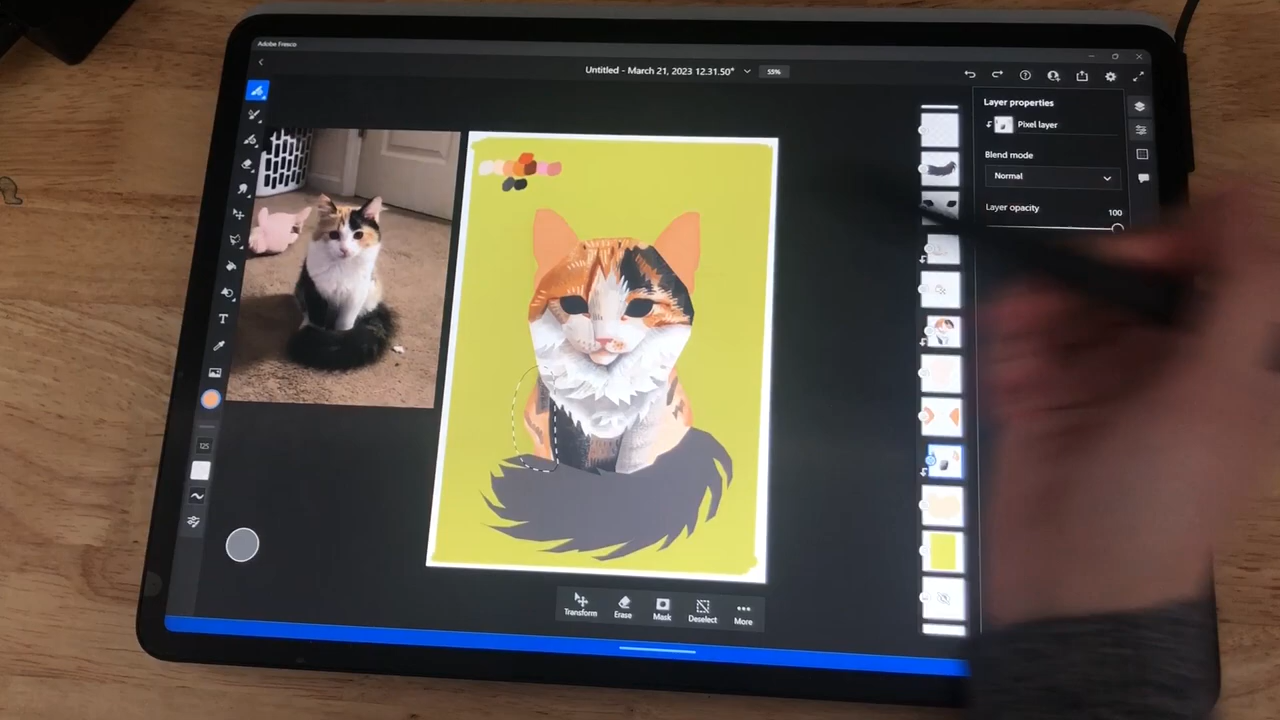 Adobe Fresco
Untitled - March 21, 2023 12.31.50*
55%
Layer properties
Pixel layer
Blend mode
Normal
Layer opacity
100
T
125
Transform
Erase
Mask
Deselect
More